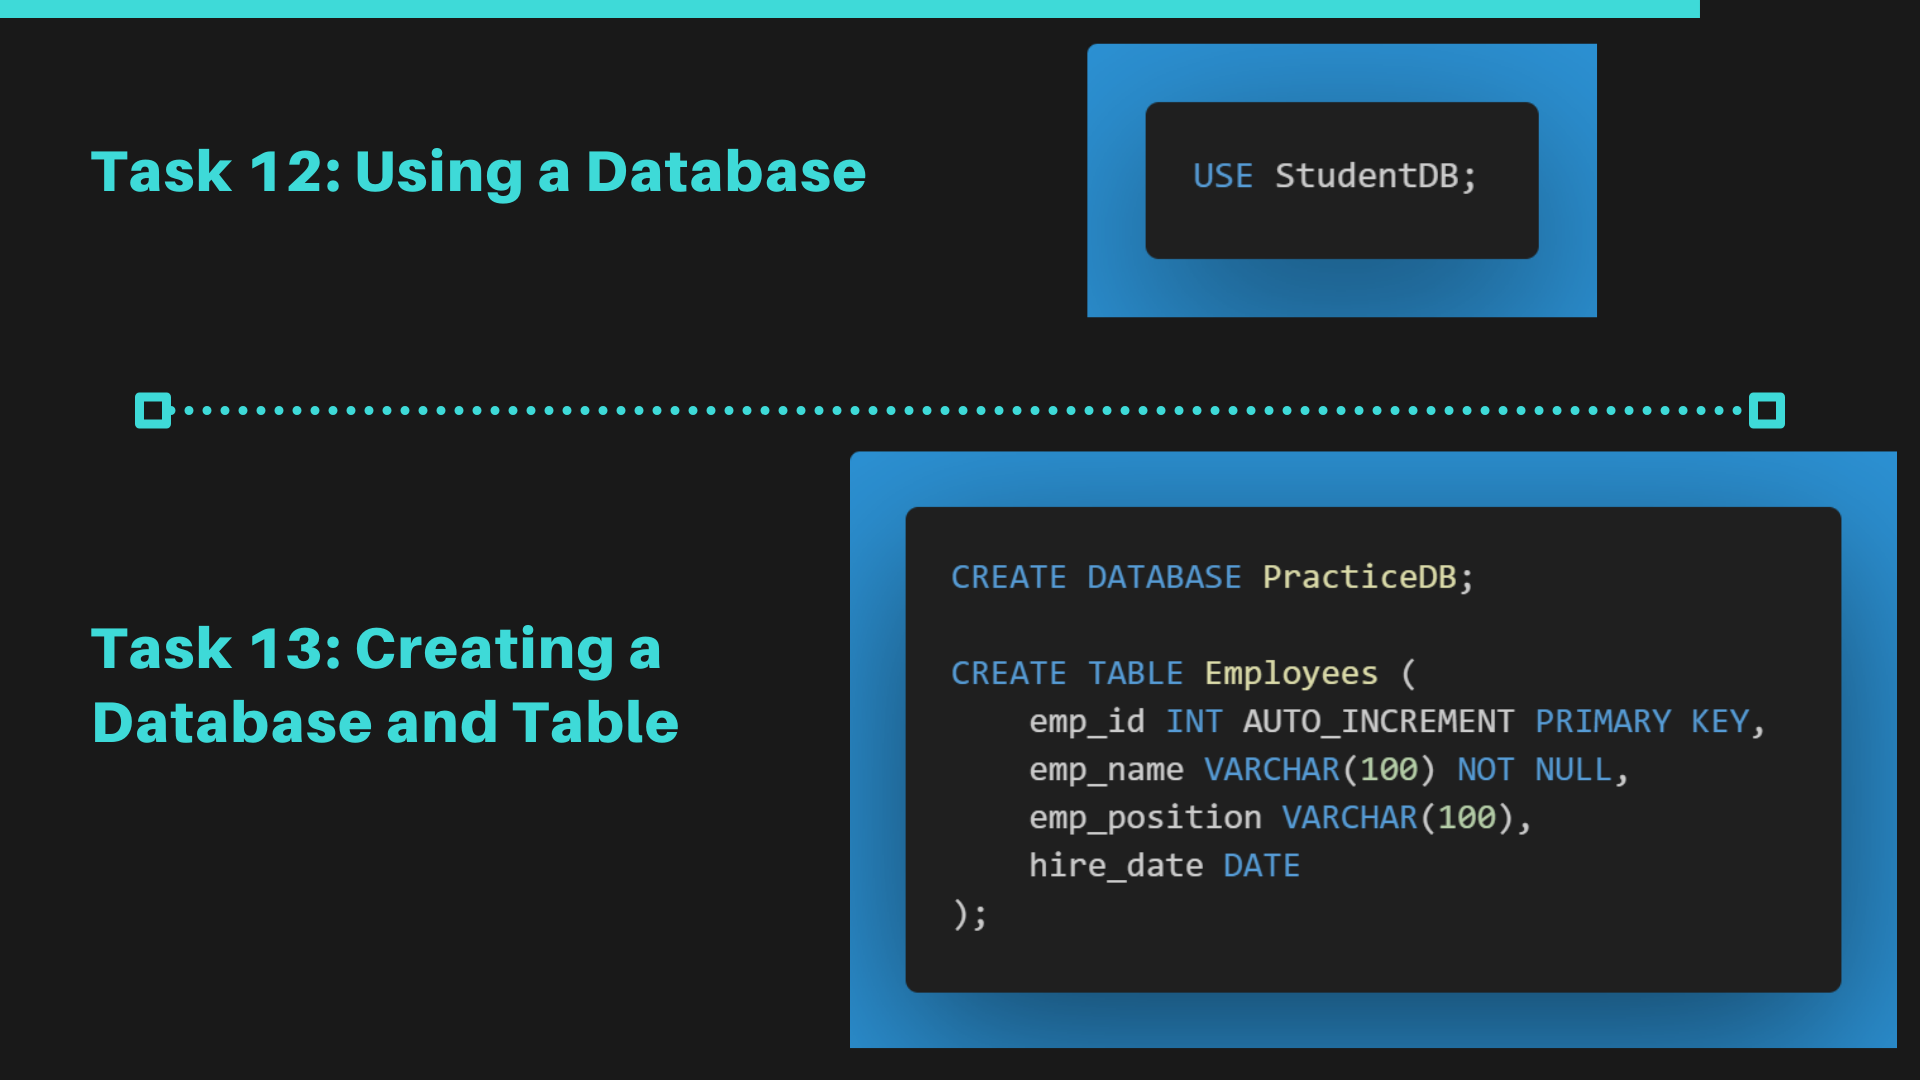 Task 12: Using a Database
USE StudentDB;
Task 13: Creating a
Database and Table
CREATE DATABASE PracticeDB;
CREATE TABLE Employees (
    emp_id INT AUTO_INCREMENT PRIMARY KEY,
    emp_name VARCHAR(100) NOT NULL,
    emp_position VARCHAR(100),
    hire_date DATE
);